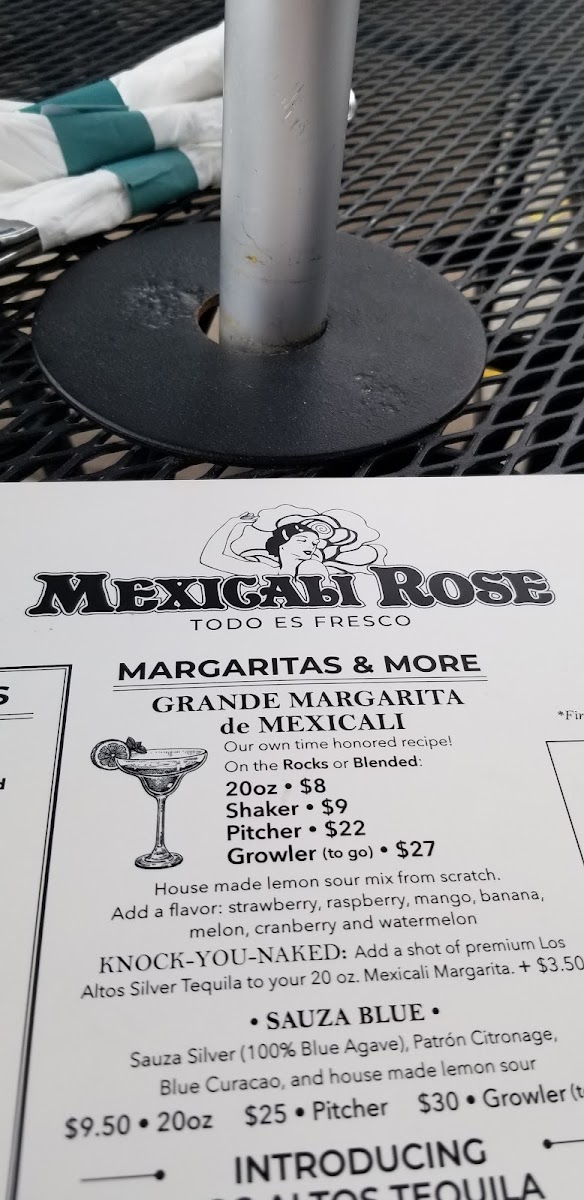 MEXICALI ROSE
TODO ES FRESCO
MARGARITAS & MORE
GRANDE MARGARITA
de MEXICALI
Our own time honored recipe!
On the Rocks or Blended:
20oz • $8
Shaker • $9
Pitcher • $22
Growler (to go) • $27
House made lemon sour mix from scratch.
Add a flavor: strawberry, raspberry, mango, banana,
melon, cranberry and watermelon
KNOCK-YOU-NAKED: Add a shot of premium Los
Altos Silver Tequila to your 20 oz. Mexicali Margarita. + $3.50
• SAUZA BLUE •
Sauza Silver (100% Blue Agave), Patrón Citronage,
Blue Curacao, and house made lemon sour
$9.50 • 20oz $25 • Pitcher $30 • Growler
INTRODUCING
ALTOS TEQUILA